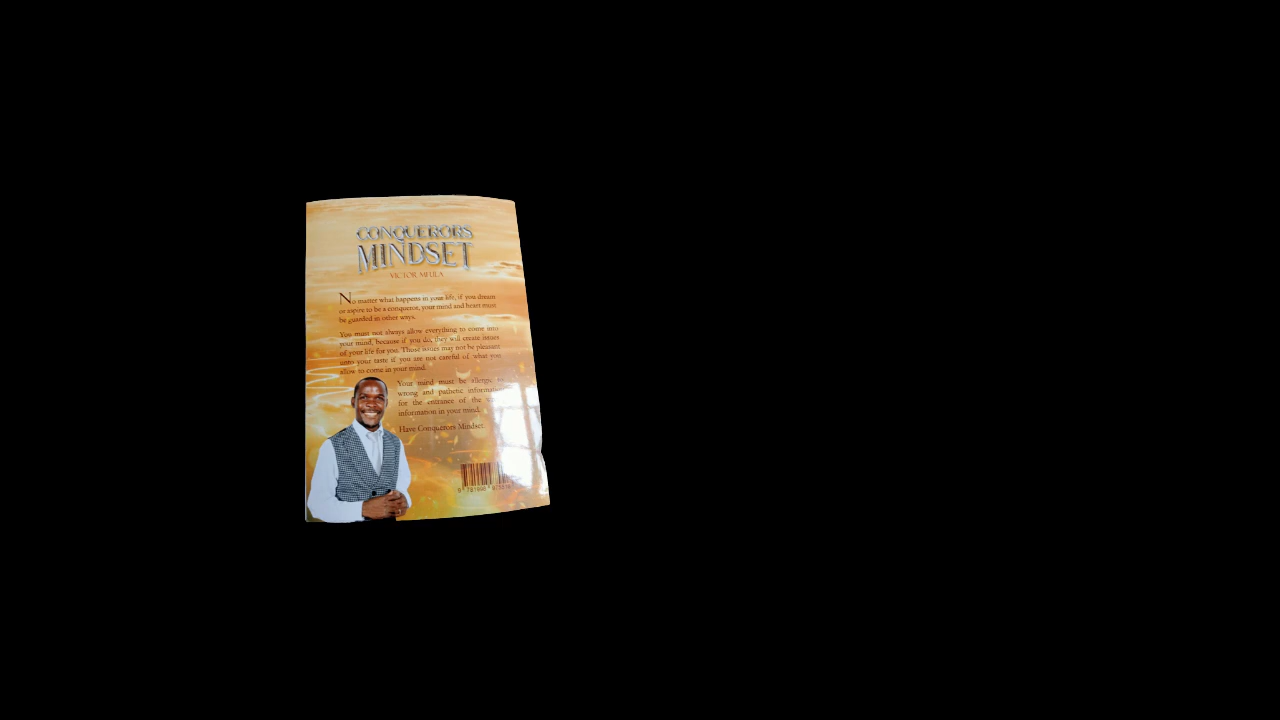 CONQUERORS
MINDSET
VICTOR MFULA
No matter what happens in your life, if you dream
or aspire to be a conqueror, your mind and heart must
be guarded in other ways.
You must not always allow everything to come into
your mind, because if you do, they will create issues
of your life for you. Those issues may not be pleasant
unto your taste if you are not careful of what you
allow to come in your mind.
Your mind must be allergic
wrong and pathetic
for the entrance of the
information in your mind.
Have Conquerors Mindset.